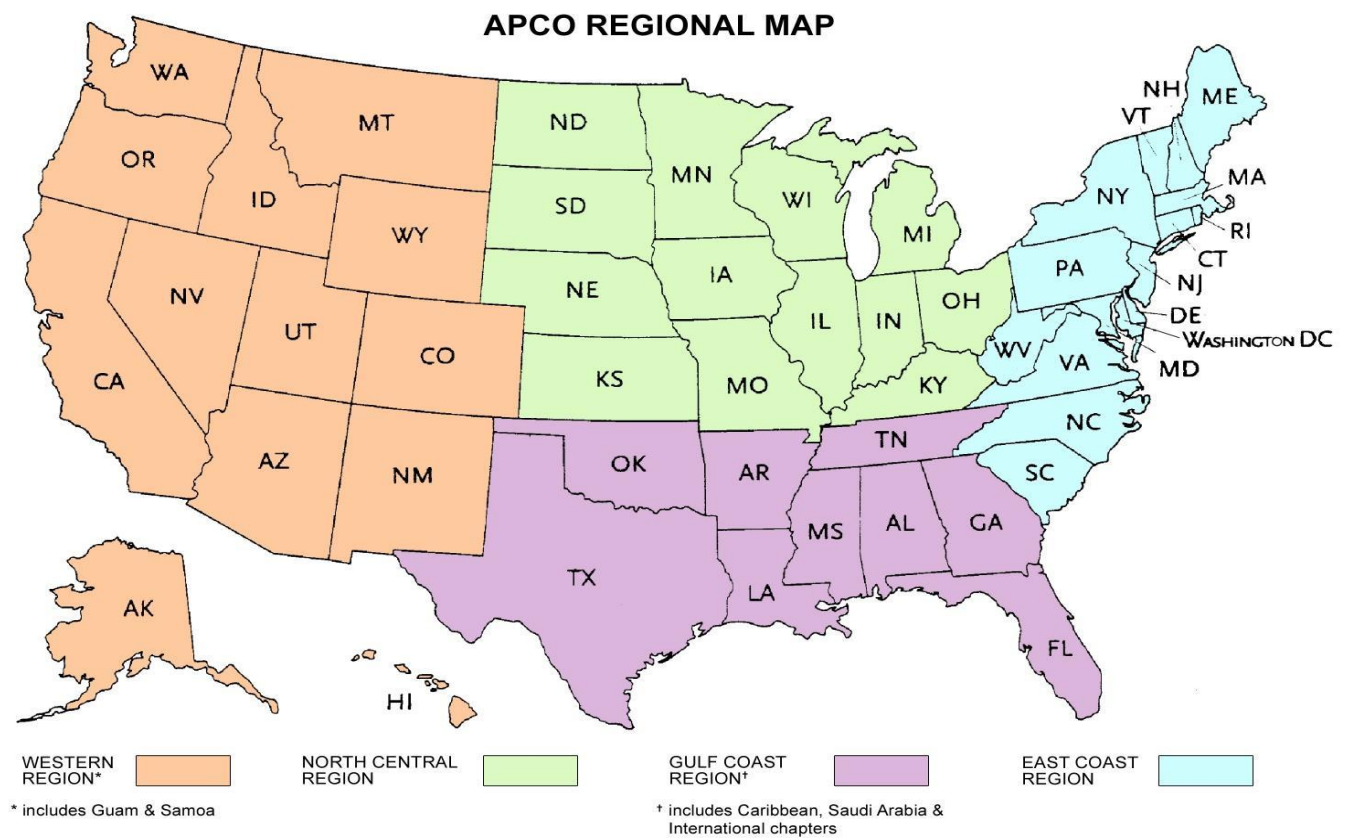 APCO REGIONAL MAP
WA
MT
ND
MN
NH
ME
VT
OR
ID
SD
WI
NY
MA
WY
MI
RI
CT
NV
NE
IA
PA
NJ
UT
CO
IL
IN
OH
DE
WASHINGTON DC
CA
KS
MO
KY
WV
VA
MD
AZ
NM
OK
AR
TN
NC
SC
TX
LA
MS
AL
GA
AK
HI
FL
WESTERN
REGION*
NORTH CENTRAL
REGION
GULF COAST
REGION†
EAST COAST
REGION
* includes Guam & Samoa
† includes Caribbean, Saudi Arabia &
International chapters